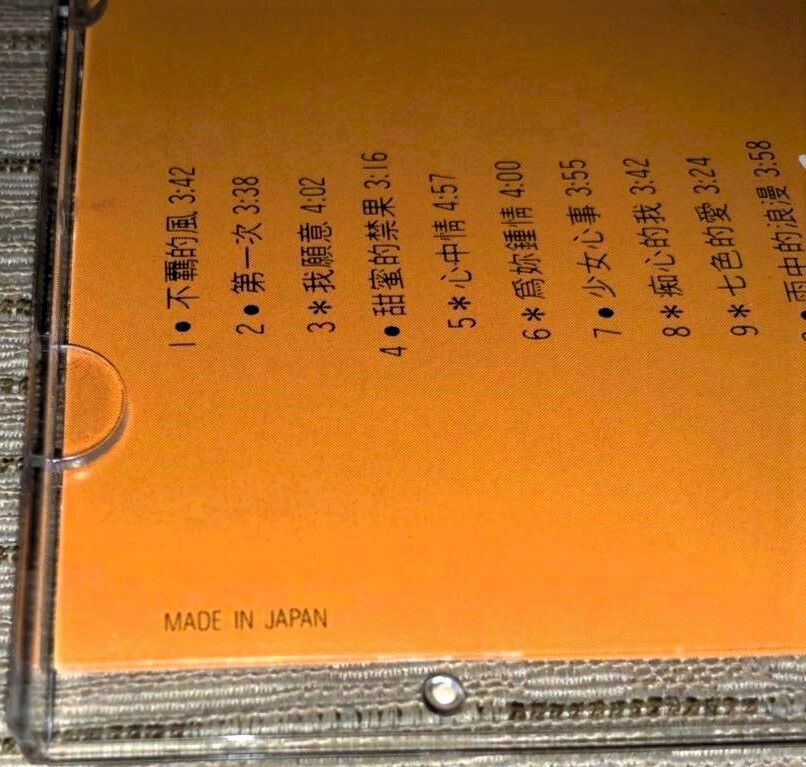 1● 不羈的風 3:42
2● 第一次 3:38
3* 我願意 4:02
4● 甜蜜的禁果 3:16
5* 心中情 4:57
6* 為妳鍾情 4:00
7● 少女心事 3:55
8* 痴心的我 3:42
9* 七色的愛 3:24
● 雨中的浪漫 3:58
MADE IN JAPAN